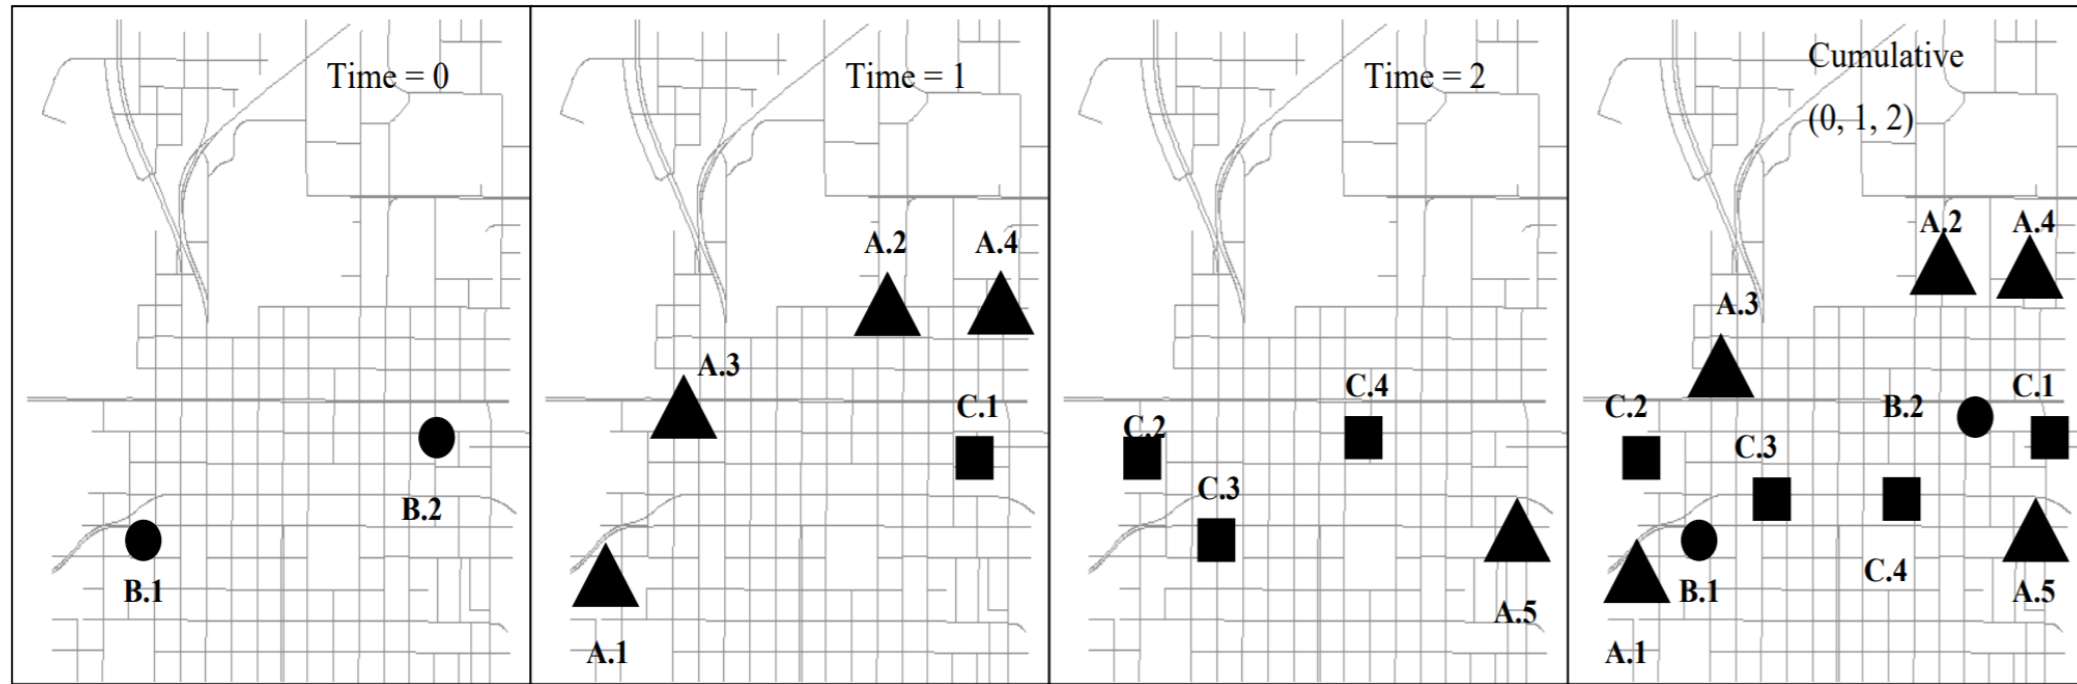 Time = 0
B.2
B.1
Time = 1
A.2 A.4
A.3
C.1
A.1
Time = 2
C.4
C.2
C.3
A.5
Cumulative
(0, 1, 2)
A.2 A.4
A.3
C.2 B.2 C.1
C.3
C.4
B.1 A.5
A.1